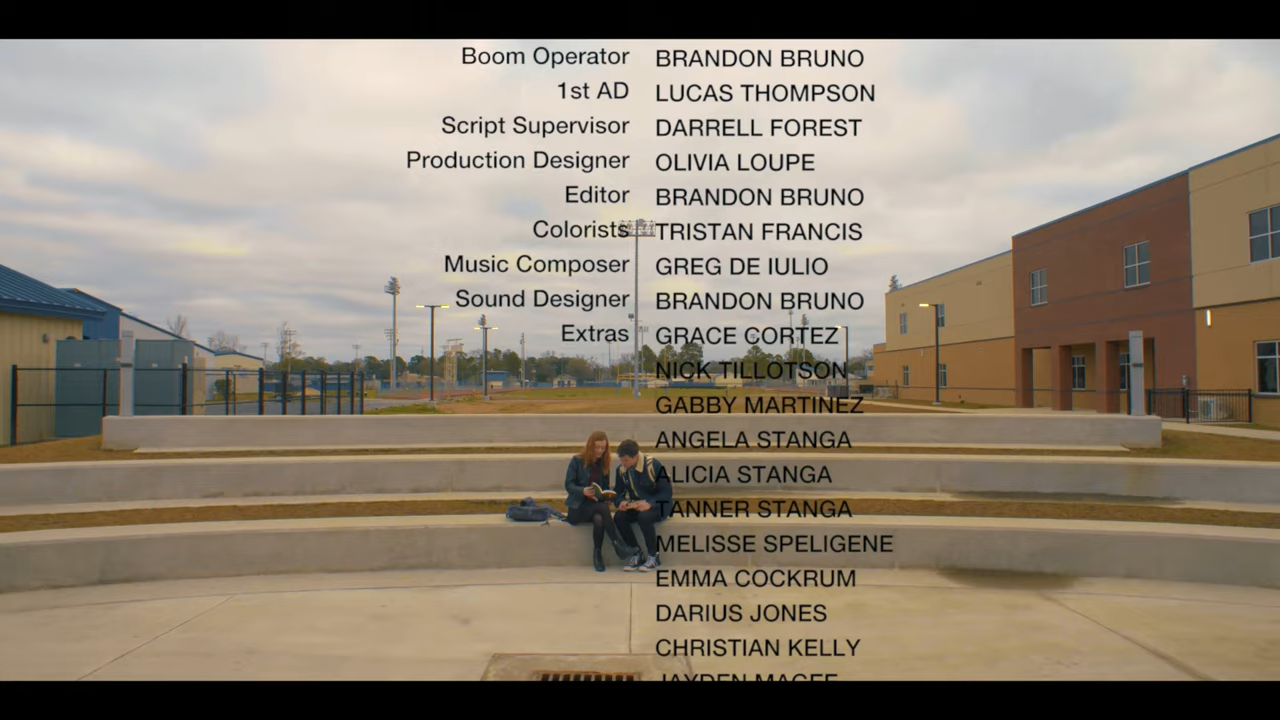 Boom Operator BRANDON BRUNO
1st AD LUCAS THOMPSON
Script Supervisor DARRELL FOREST
Production Designer OLIVIA LOUPE
Editor BRANDON BRUNO
Colorists TRISTAN FRANCIS
Music Composer GREG DE IULIO
Sound Designer BRANDON BRUNO
Extras GRACE CORTEZ
NICK TILLOTSON
GABBY MARTINEZ
ANGELA STANGA
ALICIA STANGA
TANNER STANGA
MELISSE SPELIGENE
EMMA COCKRUM
DARIUS JONES
CHRISTIAN KELLY
JAYDEN MAGEE